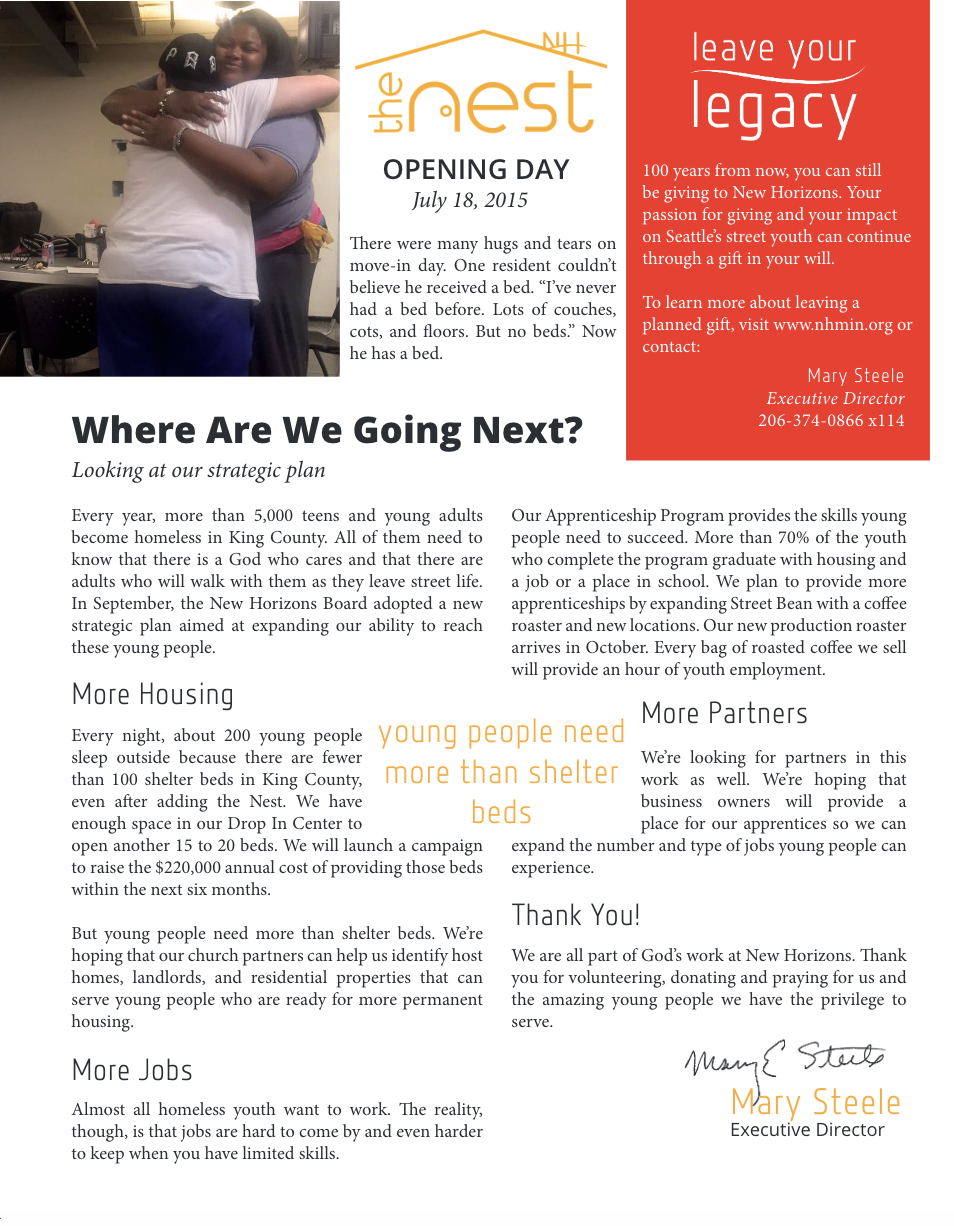 PBS
NH
the nest
OPENING DAY
July 18, 2015
There were many hugs and tears on
move-in day. One resident couldn't
believe he received a bed. “I've never
had a bed before. Lots of couches,
cots, and floors. But no beds.” Now
he has a bed.
leave your
legacy
100 years from now, you can still
be giving to New Horizons. Your
passion for giving and your impact
on Seattle's street youth can continue
through a gift in your will.
To learn more about leaving a
planned gift, visit www.nhmin.org or
contact:
Mary Steele
Executive Director
206-374-0866 x114
Where Are We Going Next?
Looking at our strategic plan
Every year, more than 5,000 teens and young adults
become homeless in King County. All of them need to
know that there is a God who cares and that there are
adults who will walk with them as they leave street life.
In September, the New Horizons Board adopted a new
strategic plan aimed at expanding our ability to reach
these young people.
More Housing
Every night, about 200 young people
sleep outside because there are fewer
than 100 shelter beds in King County,
even after adding the Nest. We have
enough space in our Drop In Center to
open another 15 to 20 beds. We will launch a campaign
to raise the $220,000 annual cost of providing those beds
within the next six months.
But young people need more than shelter beds. We're
hoping that our church partners can help us identify host
homes, landlords, and residential properties that can
serve young people who are ready for more permanent
housing.
More Jobs
Almost all homeless youth want to work. The reality,
though, is that jobs are hard to come by and even harder
to keep when you have limited skills.
young people need
more than shelter
beds
Our Apprenticeship Program provides the skills young
people need to succeed. More than 70% of the youth
who complete the program graduate with housing and
a job or a place in school. We plan to provide more
apprenticeships by expanding Street Bean with a coffee
roaster and new locations. Our new production roaster
arrives in October. Every bag of roasted coffee we sell
will provide an hour of youth employment.
More Partners
We're looking for partners in this
work as well. We're hoping that
business owners will provide a
place for our apprentices so we can
expand the number and type of jobs young people can
experience.
Thank You!
We are all part of God's work at New Horizons. Thank
you for volunteering, donating and praying for us and
the amazing young people we have the privilege to
serve.
Mary E Steele
Mary Steele
Executive Director